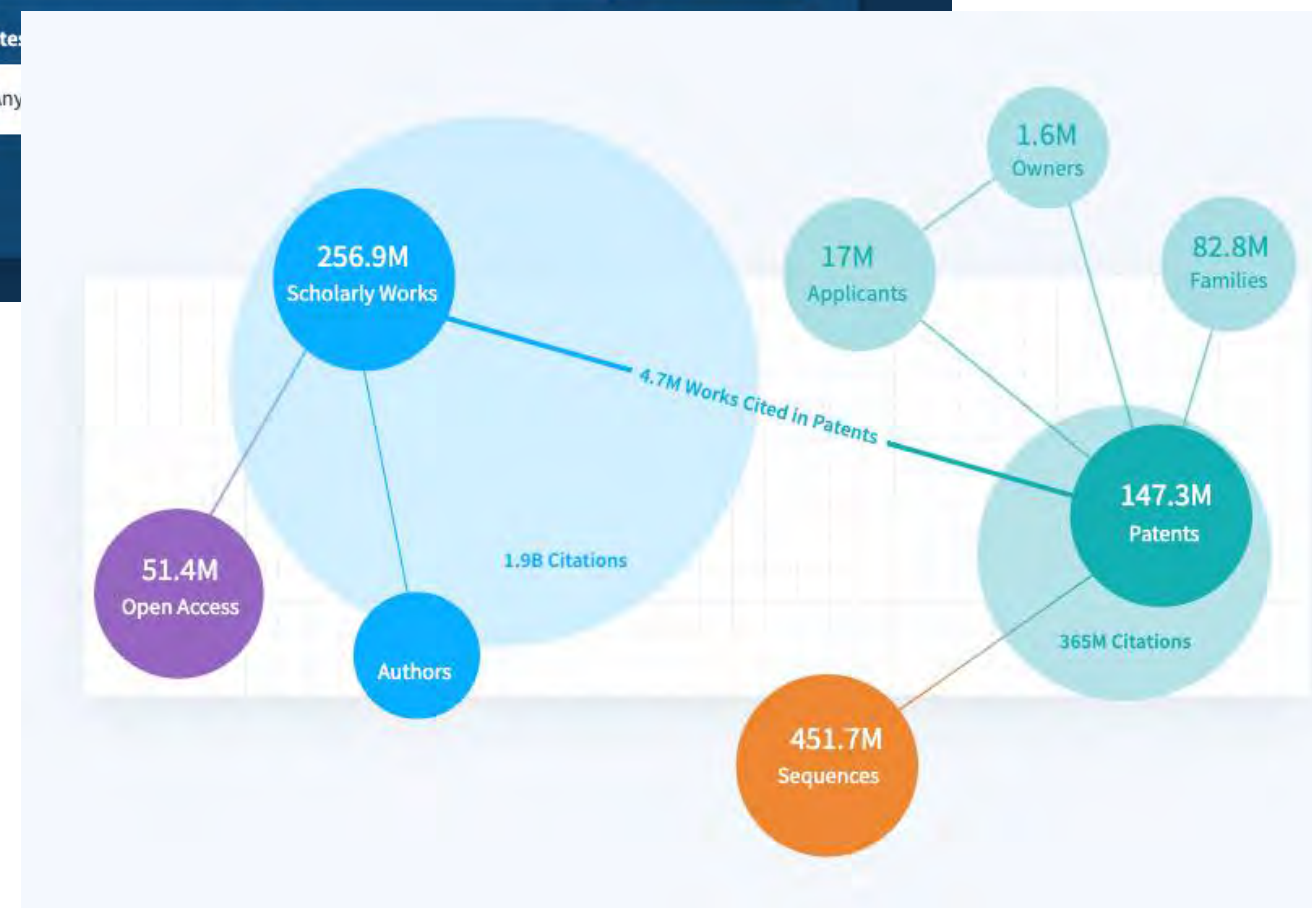 1.6M
Owners
256.9M
Scholarly Works
17M
Applicants
82.8M
Families
4.7M Works Cited in Patents
147.3M
Patents
51.4M
Open Access
1.9B Citations
Authors
365M Citations
451.7M
Sequences